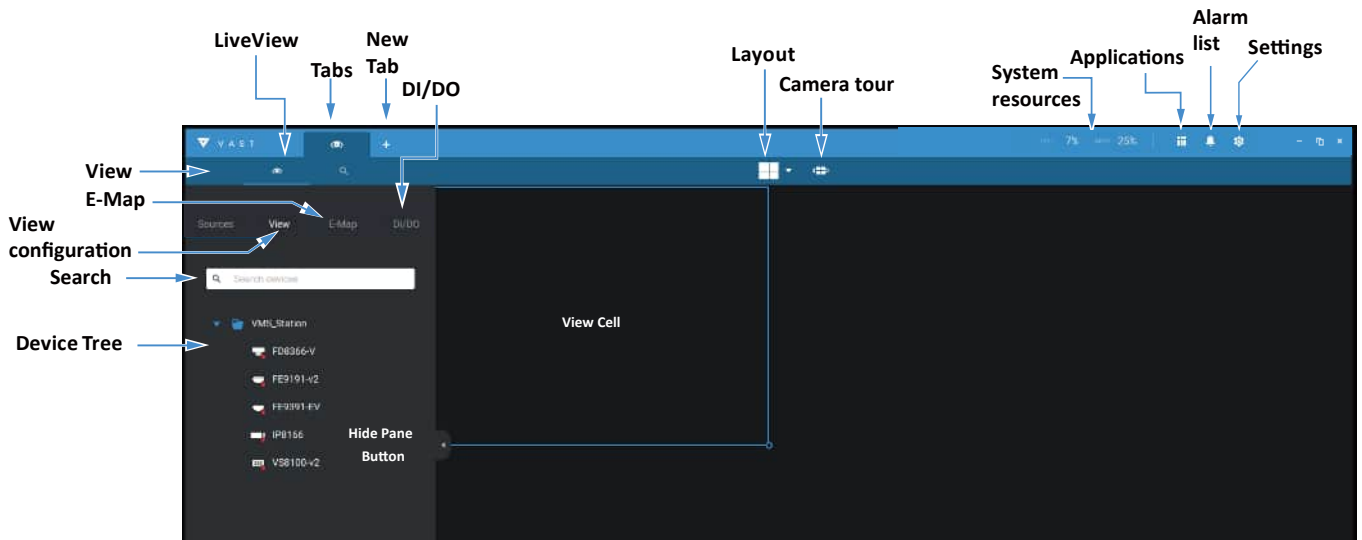 Alarm
list
LiveView
New
Tab
Layout
Settings
Tabs
Applications
DI/DO
Camera tour
System
resources
VAST
7%
25%
View
E-Map
Sources
View
E-Map
DI/DO
View
configuration
Search
Search devices
View Cell
Device Tree
VMS_Station
FD8366-V
FE9191-v2
FE9391-EV
IP8166
VS8100-v2
Hide Pane
Button